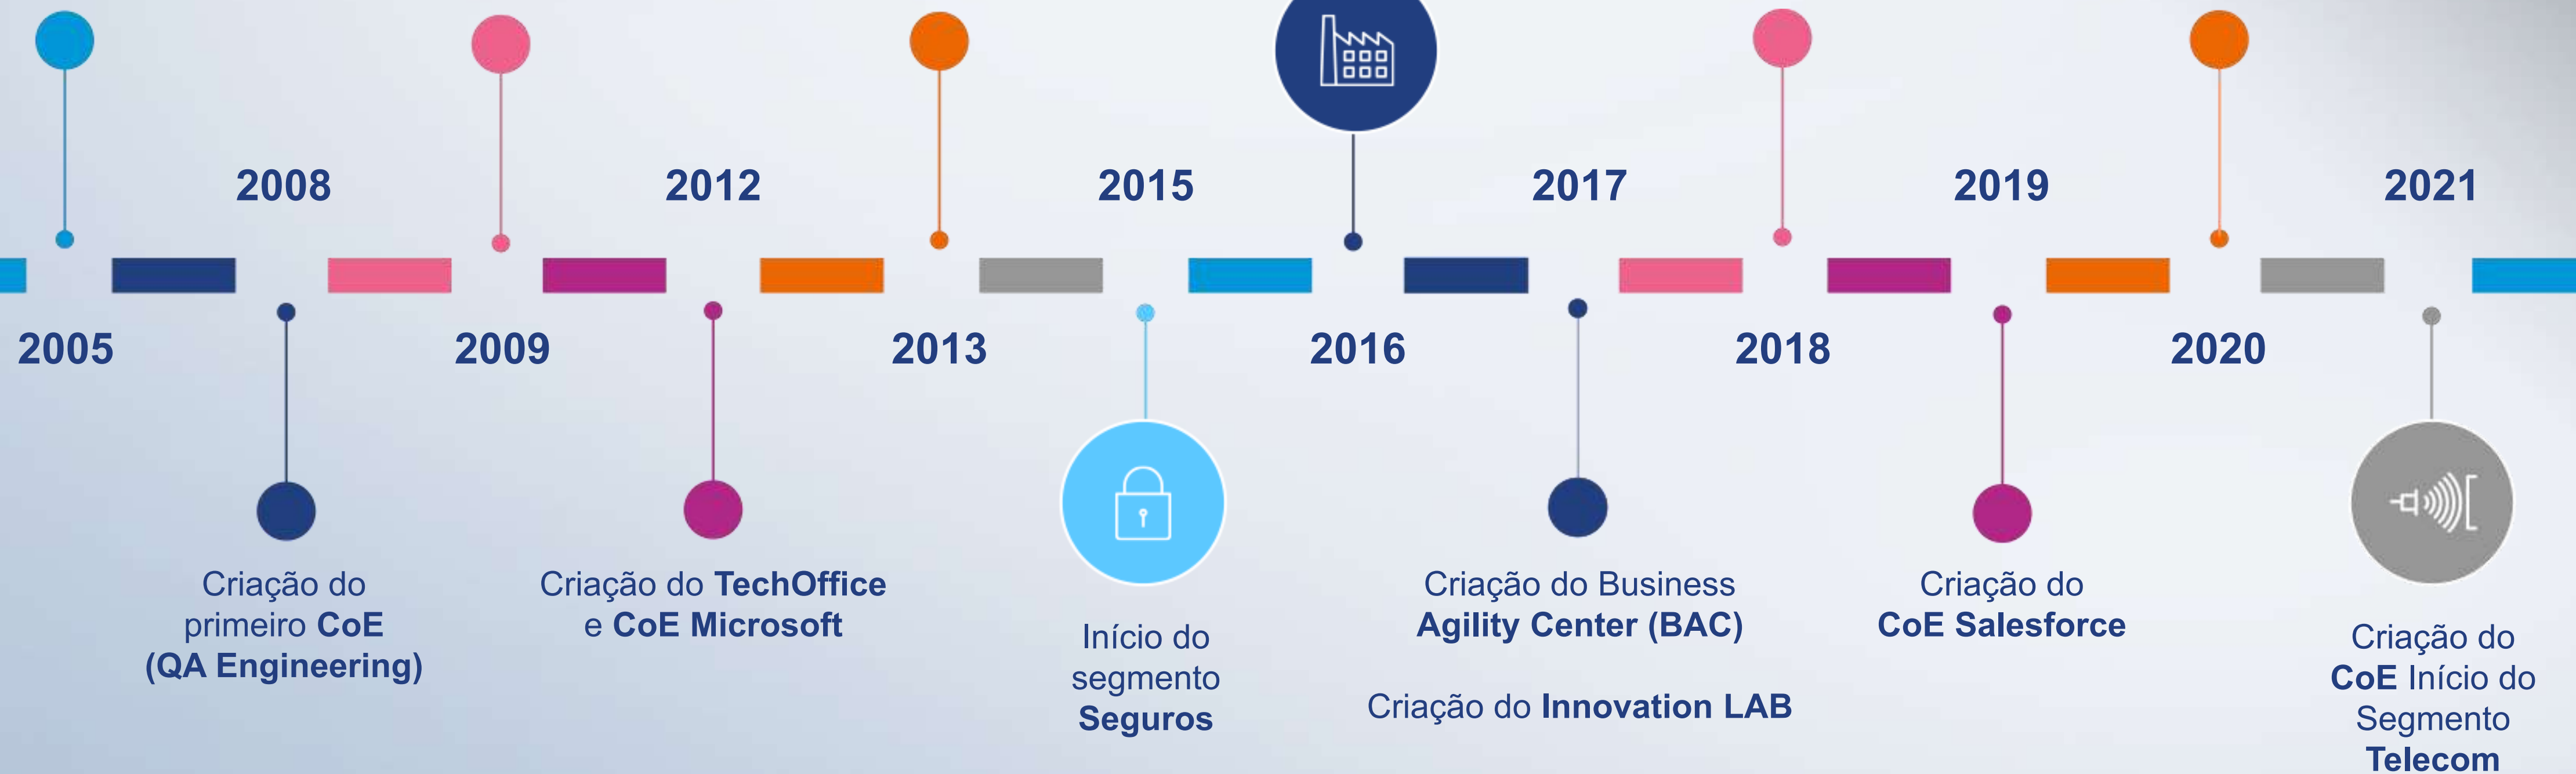 2008
2012
2015
2017
2019
2021
2005
2009
2013
2016
2018
2020
Criação do
primeiro CoE
(QA Engineering)
Criação do TechOffice
e CoE Microsoft
Início do
segmento
Seguros
Criação do Business
Agility Center (BAC)
Criação do Innovation LAB
Criação do
CoE Salesforce
Criação do
CoE Início do
Segmento
Telecom